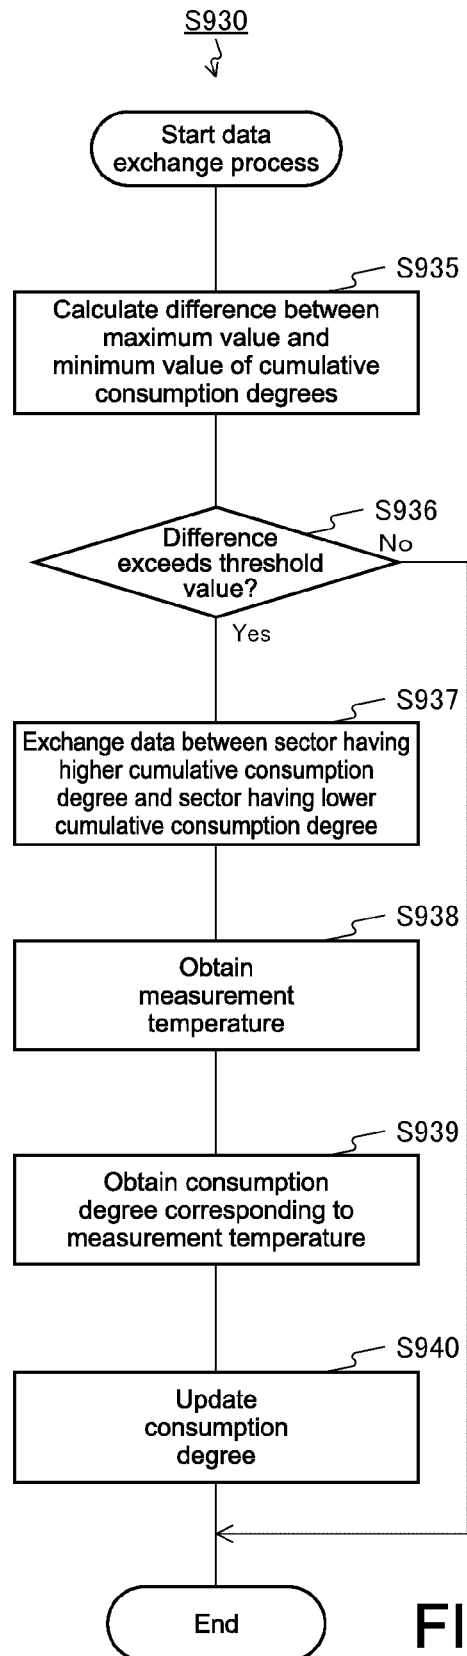 S930
Start data
exchange process
S935
Calculate difference between
maximum value and
minimum value of cumulative
consumption degrees
S936
Difference
exceeds threshold
value?
No
Yes
S937
Exchange data between sector having
higher cumulative consumption
degree and sector having lower
cumulative consumption degree
S938
Obtain
measurement
temperature
S939
Obtain consumption
degree corresponding to
measurement temperature
S940
Update
consumption
degree
End
FI